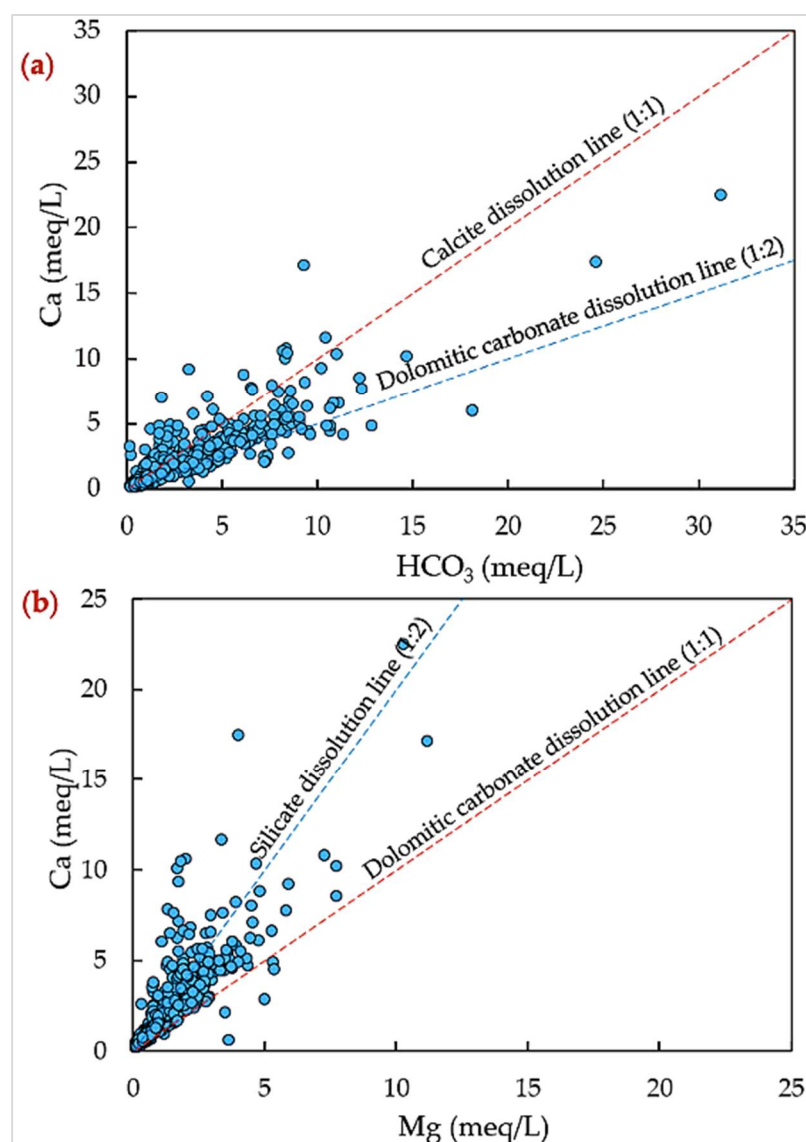 (a)
35
30
25
20
15
10
5
0
Ca (meq/L)
Calcite dissolution line (1:1)
Dolomitic carbonate dissolution line (1:2)
0 5 10 15 20 25 30 35
HCO₃ (meq/L)
(b)
25
20
15
10
5
0
Ca (meq/L)
Silicate dissolution line (1:2)
Dolomitic carbonate dissolution line (1:1)
0 5 10 15 20 25
Mg (meq/L)